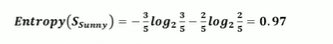 Entropy(S_Sunny) = −3/5 log₂ 3/5 − 2/5 log₂ 2/5 = 0.97